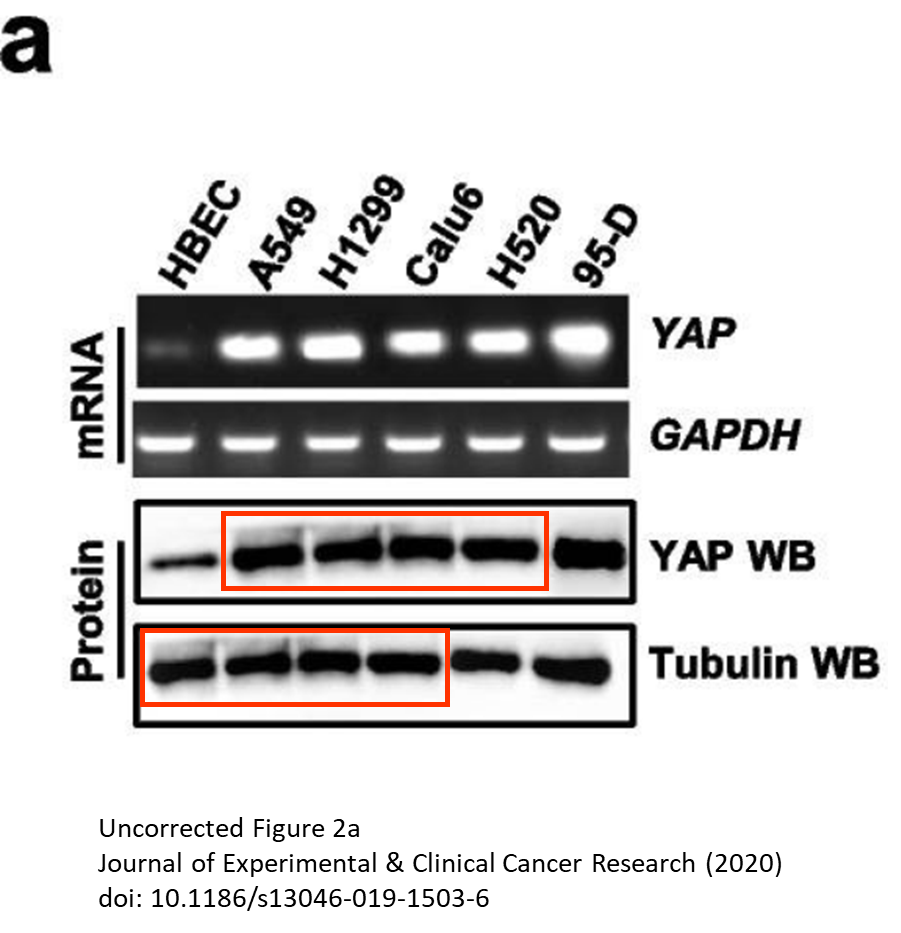 a
HBEC A549 H1299 Calu6 H520 95-D
mRNA
YAP
GAPDH
Protein
YAP WB
Tubulin WB
Uncorrected Figure 2a
Journal of Experimental & Clinical Cancer Research (2020)
doi: 10.1186/s13046-019-1503-6